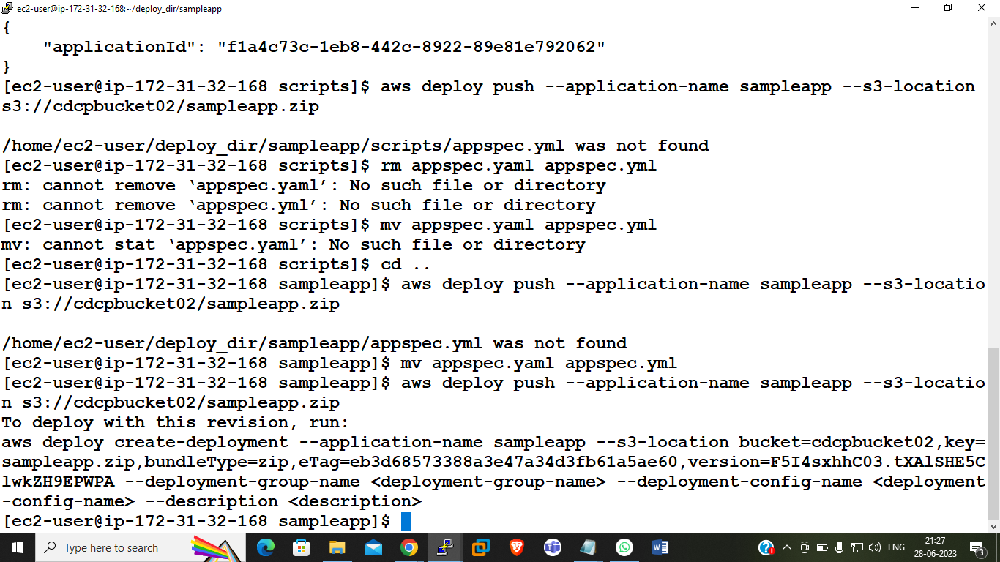 ec2-user@ip-172-31-32-168:~/deploy_dir/sampleapp
{
    "applicationId": "f1a4c73c-1eb8-442c-8922-89e81e792062"
}
[ec2-user@ip-172-31-32-168 scripts]$ aws deploy push --application-name sampleapp --s3-location
s3://cdcpbucket02/sampleapp.zip

/home/ec2-user/deploy_dir/sampleapp/scripts/appspec.yml was not found
[ec2-user@ip-172-31-32-168 scripts]$ rm appspec.yaml appspec.yml
rm: cannot remove ‘appspec.yaml’: No such file or directory
rm: cannot remove ‘appspec.yml’: No such file or directory
[ec2-user@ip-172-31-32-168 scripts]$ mv appspec.yaml appspec.yml
mv: cannot stat ‘appspec.yaml’: No such file or directory
[ec2-user@ip-172-31-32-168 scripts]$ cd ..
[ec2-user@ip-172-31-32-168 sampleapp]$ aws deploy push --application-name sampleapp --s3-locatio
n s3://cdcpbucket02/sampleapp.zip

/home/ec2-user/deploy_dir/sampleapp/appspec.yml was not found
[ec2-user@ip-172-31-32-168 sampleapp]$ mv appspec.yaml appspec.yml
[ec2-user@ip-172-31-32-168 sampleapp]$ aws deploy push --application-name sampleapp --s3-locatio
n s3://cdcpbucket02/sampleapp.zip
To deploy with this revision, run:
aws deploy create-deployment --application-name sampleapp --s3-location bucket=cdcpbucket02,key=
sampleapp.zip,bundleType=zip,eTag=eb3d68573388a3e47a34d3fb61a5ae60,version=F5I4sxhhC03.tXAlSHE5C
lwkZH9EPWPA --deployment-group-name <deployment-group-name> --deployment-config-name <deployment
-config-name> --description <description>
[ec2-user@ip-172-31-32-168 sampleapp]$
Type here to search
ENG
21:27
28-06-2023
3